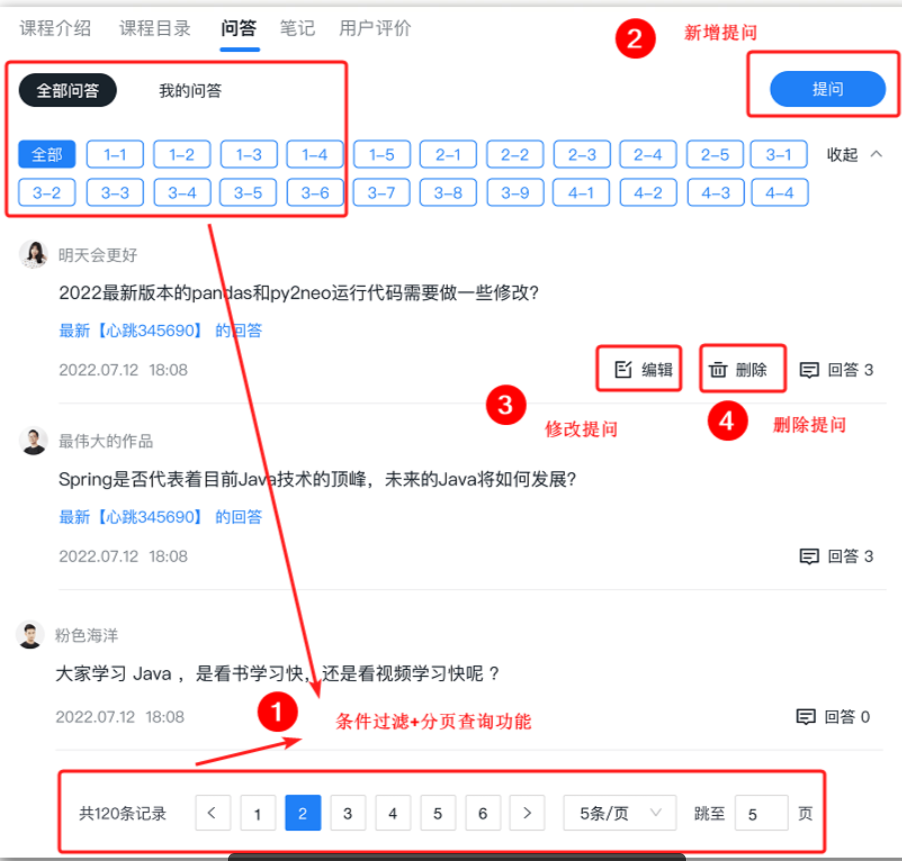 课程介绍 课程目录 问答 笔记 用户评价
2 新增提问
全部问答 我的问答 提问
全部 1-1 1-2 1-3 1-4 1-5 2-1 2-2 2-3 2-4 2-5 3-1 收起
3-2 3-3 3-4 3-5 3-6 3-7 3-8 3-9 4-1 4-2 4-3 4-4
明天会更好
2022最新版本的pandas和py2neo运行代码需要做一些修改?
最新【心跳345690】 的回答
2022.07.12 18:08 编辑 删除 回答 3
3 修改提问 4 删除提问
最伟大的作品
Spring是否代表着目前Java技术的顶峰，未来的Java将如何发展?
最新【心跳345690】 的回答
2022.07.12 18:08 回答 3
粉色海洋
大家学习 Java ，是看书学习快，还是看视频学习快呢 ？
2022.07.12 18:08 回答 0
1 条件过滤+分页查询功能
共120条记录 < 1 2 3 4 5 6 > 5条/页 跳至 5 页